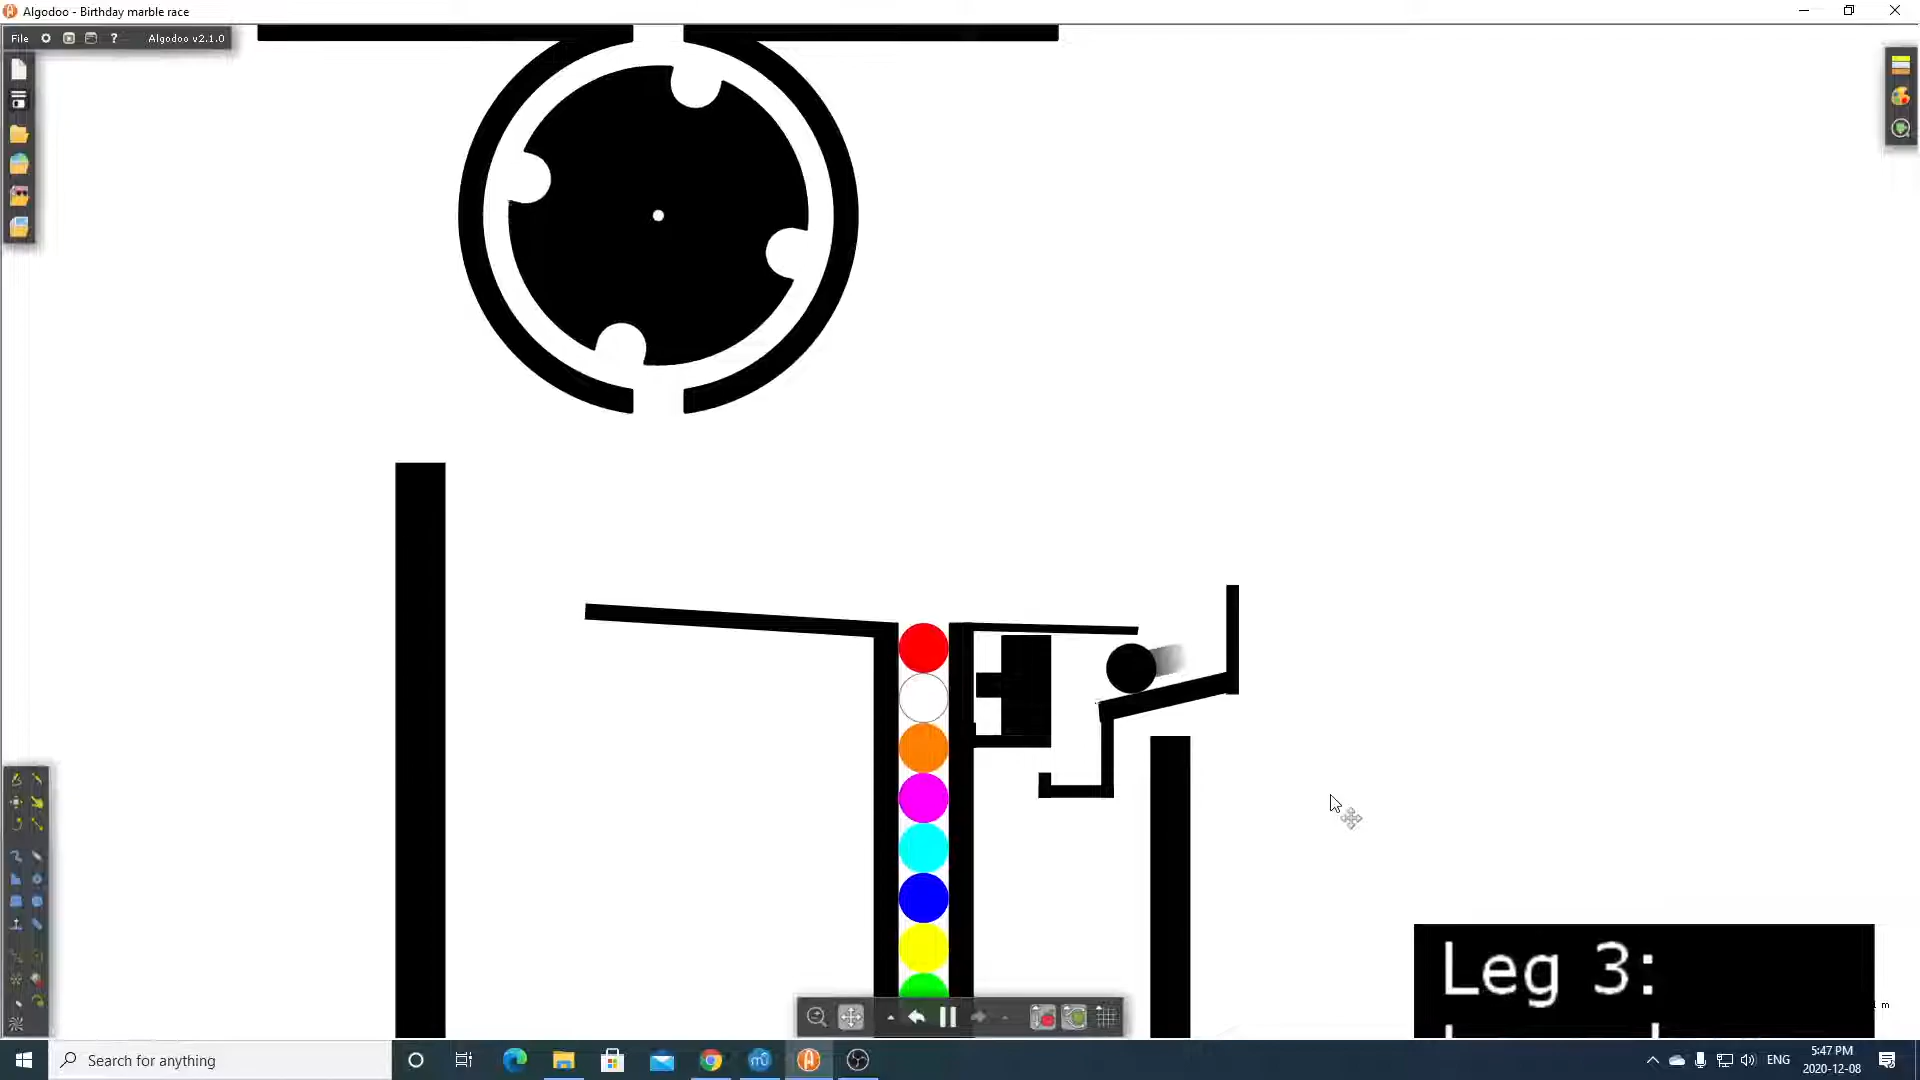 Algodoo - Birthday marble race
File ? Algodoo v2.1.0
Leg 3:
m
Search for anything
ENG
5:47 PM
2020-12-08